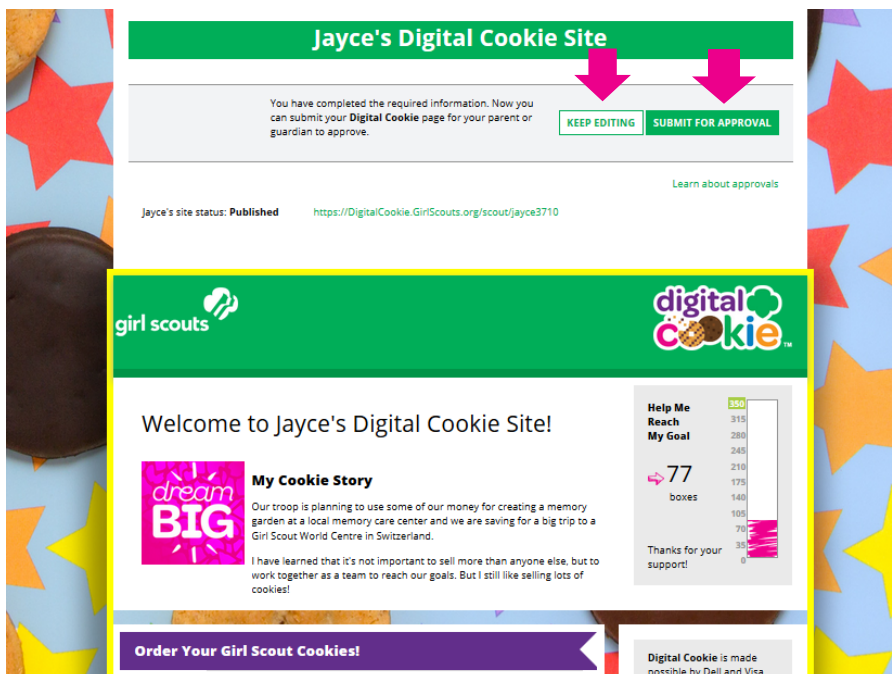 Jayce's Digital Cookie Site
You have completed the required information. Now you
can submit your Digital Cookie page for your parent or
guardian to approve.
KEEP EDITING
SUBMIT FOR APPROVAL
Learn about approvals
Jayce's site status: Published
https://DigitalCookie.GirlScouts.org/scout/jayce3710
girl scouts
digital
cookie
TM
Welcome to Jayce's Digital Cookie Site!
dream
BIG
My Cookie Story
Our troop is planning to use some of our money for creating a memory
garden at a local memory care center and we are saving for a big trip to a
Girl Scout World Centre in Switzerland.
I have learned that it's not important to sell more than anyone else, but to
work together as a team to reach our goals. But I still like selling lots of
cookies!
Help Me
Reach
My Goal
77
boxes
Thanks for your
support!
350
315
280
245
210
175
140
105
70
35
0
Order Your Girl Scout Cookies!
Digital Cookie is made
possible by Dell and Visa